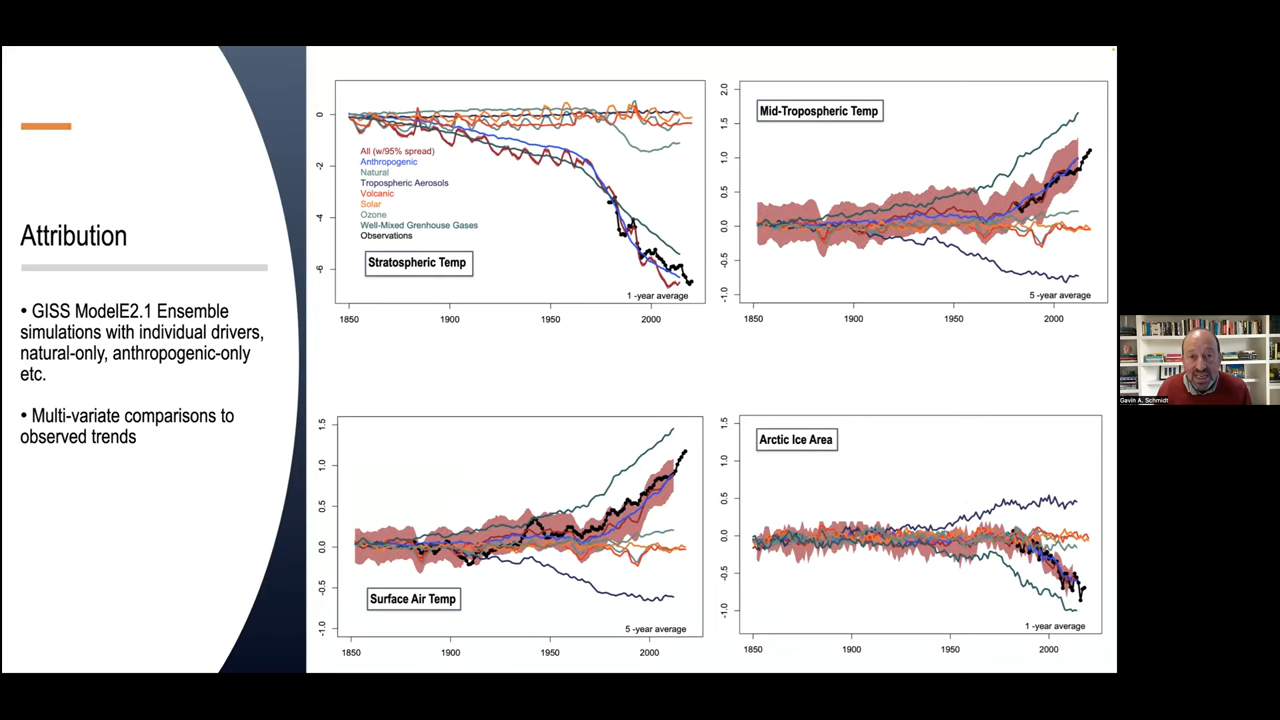 Attribution
• GISS ModelE2.1 Ensemble
simulations with individual drivers,
natural-only, anthropogenic-only
etc.
• Multi-variate comparisons to
observed trends
0
-2
-4
-6
All (w/95% spread)
Anthropogenic
Natural
Tropospheric Aerosols
Volcanic
Solar
Ozone
Well-Mixed Grenhouse Gases
Observations
Stratospheric Temp
1 -year average
1850 1900 1950 2000
Mid-Tropospheric Temp
2.0
1.5
1.0
0.5
0.0
-0.5
-1.0
5 -year average
1850 1900 1950 2000
1.5
1.0
0.5
0.0
-0.5
-1.0
Surface Air Temp
5 -year average
1850 1900 1950 2000
Arctic Ice Area
1.5
1.0
0.5
0.0
-0.5
-1.0
1 -year average
1850 1900 1950 2000
Gavin A. Schmidt